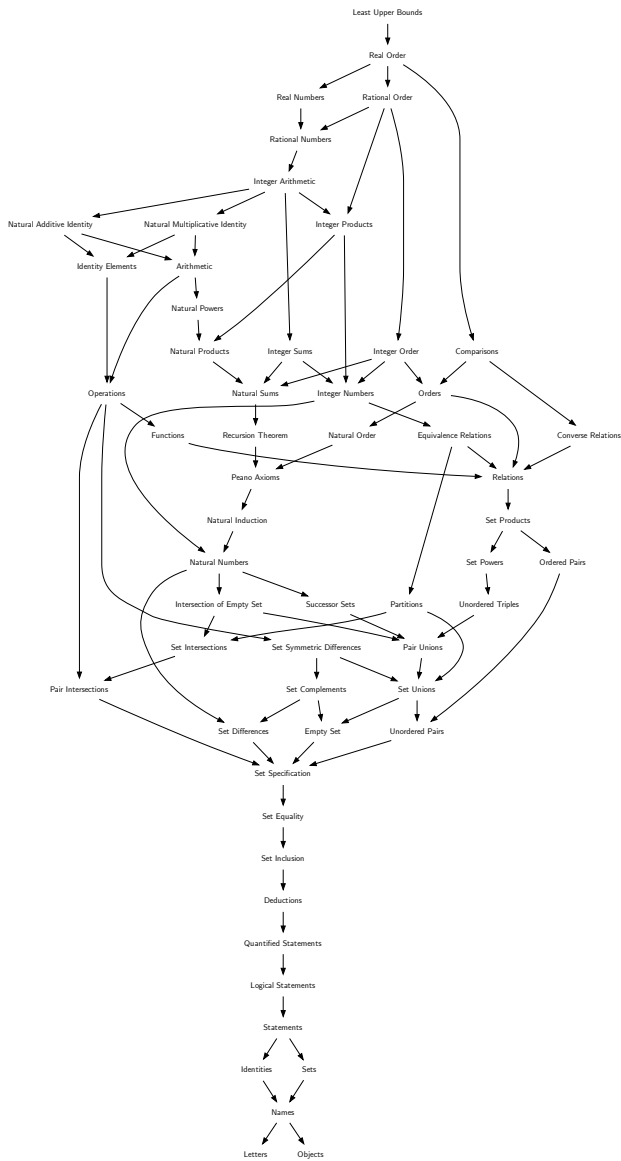 Least Upper Bounds
Real Order
Real Numbers
Rational Order
Rational Numbers
Integer Arithmetic
Natural Additive Identity
Natural Multiplicative Identity
Integer Products
Identity Elements
Arithmetic
Natural Powers
Natural Products
Integer Sums
Integer Order
Comparisons
Operations
Natural Sums
Integer Numbers
Orders
Functions
Recursion Theorem
Natural Order
Equivalence Relations
Converse Relations
Peano Axioms
Relations
Natural Induction
Set Products
Natural Numbers
Set Powers
Ordered Pairs
Intersection of Empty Set
Successor Sets
Partitions
Unordered Triples
Set Intersections
Set Symmetric Differences
Pair Unions
Pair Intersections
Set Complements
Set Unions
Set Differences
Empty Set
Unordered Pairs
Set Specification
Set Equality
Set Inclusion
Deductions
Quantified Statements
Logical Statements
Statements
Identities
Sets
Names
Letters
Objects